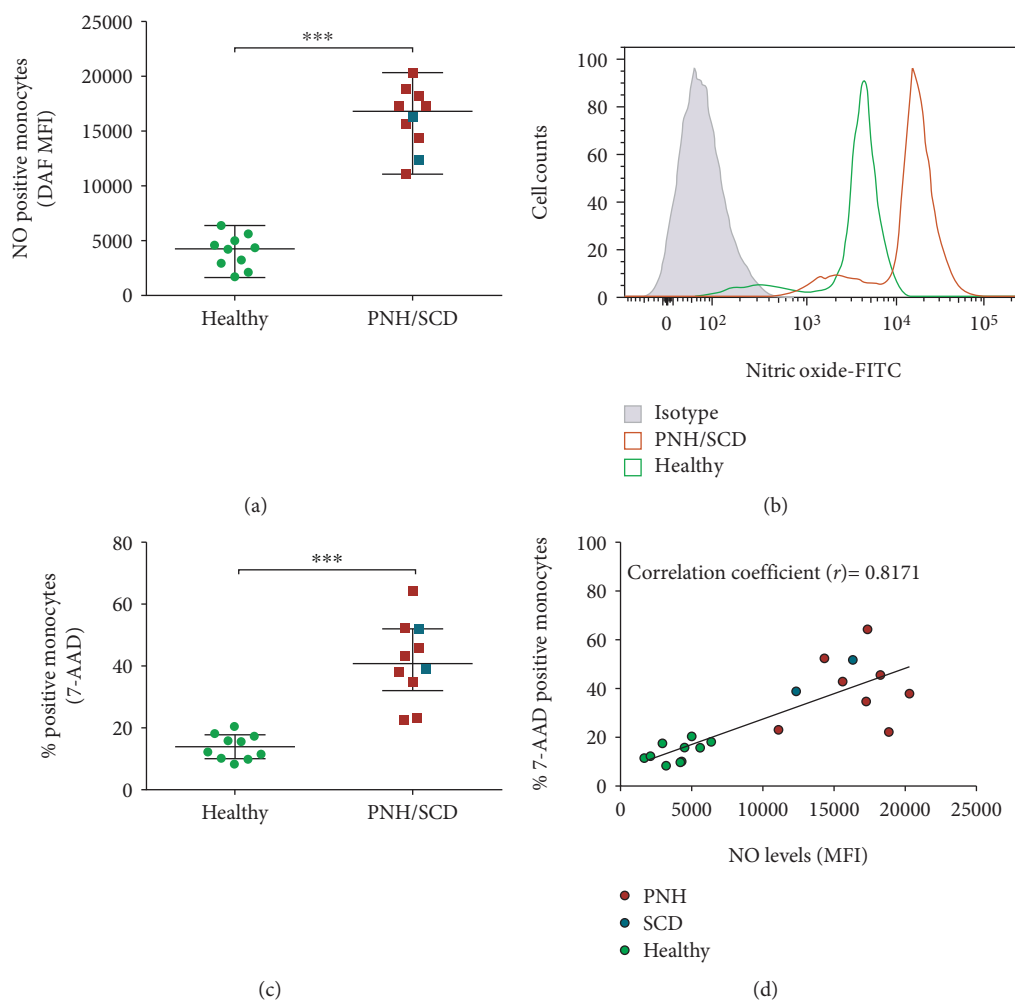 25000
20000
15000
10000
5000
0
NO positive monocytes
(DAF MFI)
***
Healthy
PNH/SCD
(a)
100
80
60
40
20
0
Cell counts
0
10²
10³
10⁴
10⁵
Nitric oxide-FITC
Isotype
PNH/SCD
Healthy
(b)
80
60
40
20
0
% positive monocytes
(7-AAD)
***
Healthy
PNH/SCD
(c)
100
80
60
40
20
0
% 7-AAD positive monocytes
Correlation coefficient (r)= 0.8171
0
5000
10000
15000
20000
25000
NO levels (MFI)
PNH
SCD
Healthy
(d)